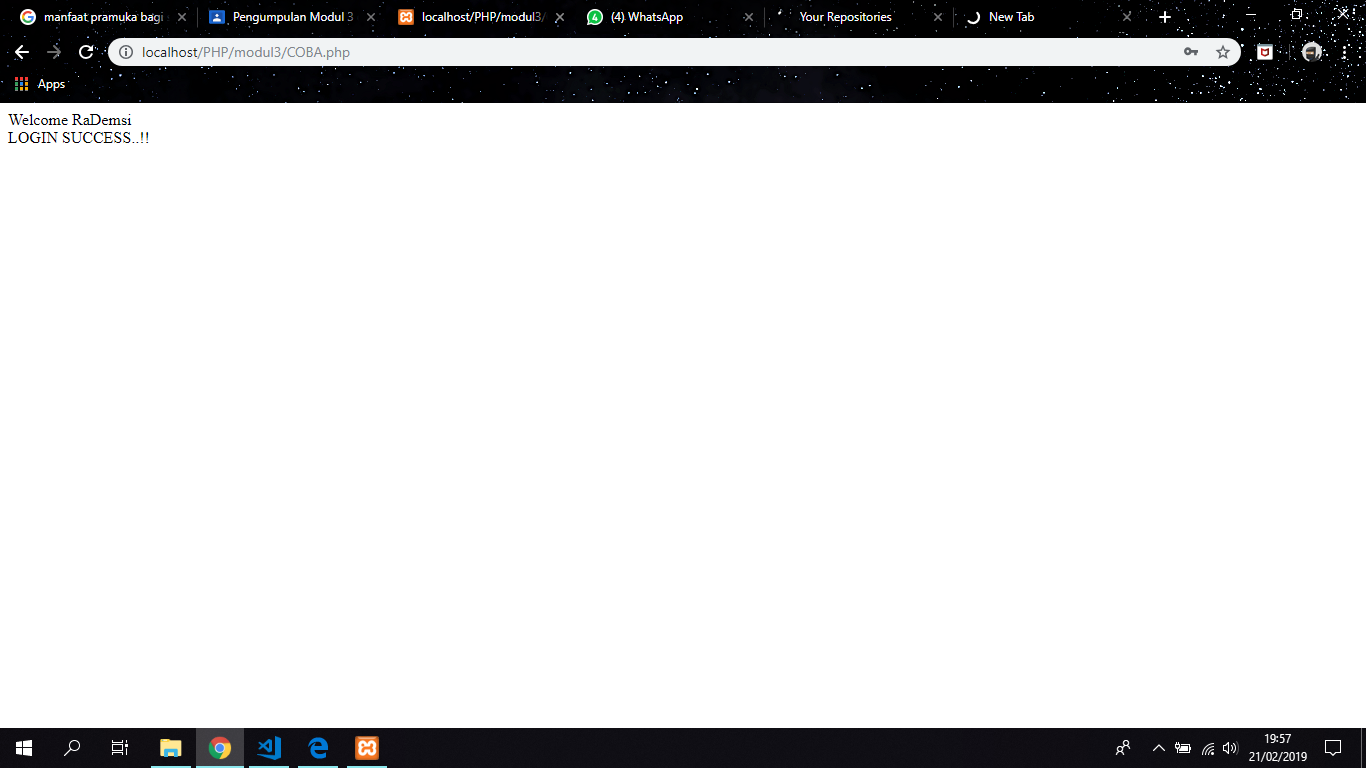 manfaat pramuka bagi
Pengumpulan Modul 3
localhost/PHP/modul3/
(4) WhatsApp
Your Repositories
New Tab
localhost/PHP/modul3/COBA.php
Apps
Welcome RaDemsi
LOGIN SUCCESS..!!
19:57
21/02/2019